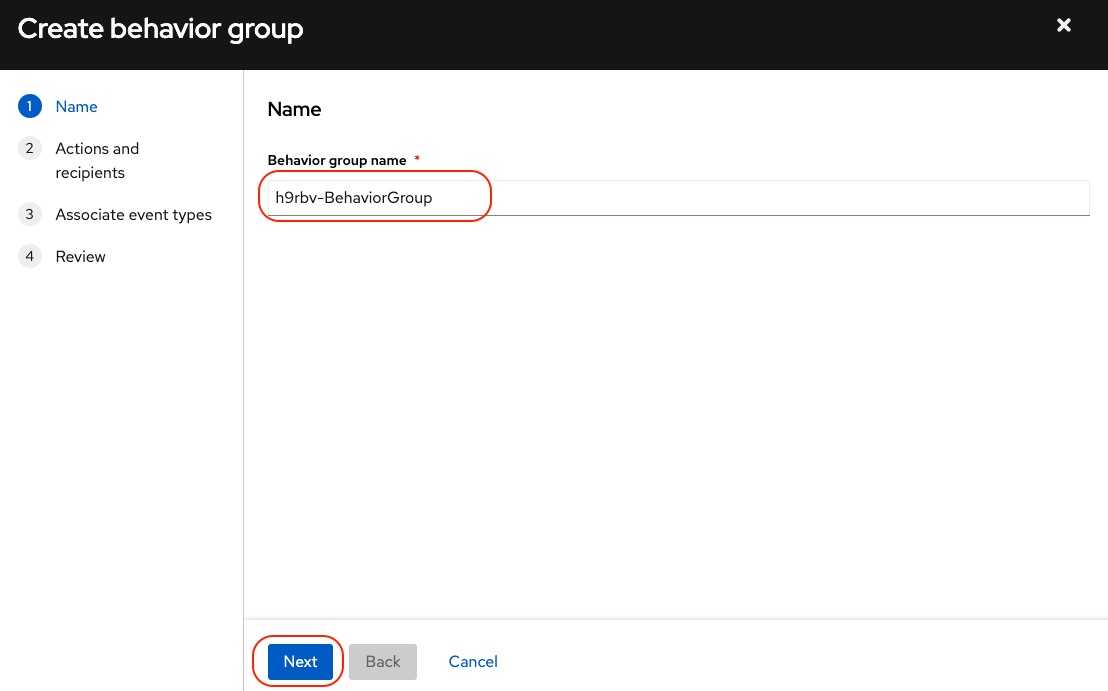 Create behavior group
1 Name
2 Actions and
recipients
3 Associate event types
4 Review
Name
Behavior group name *
h9rbv-BehaviorGroup
Next Back Cancel